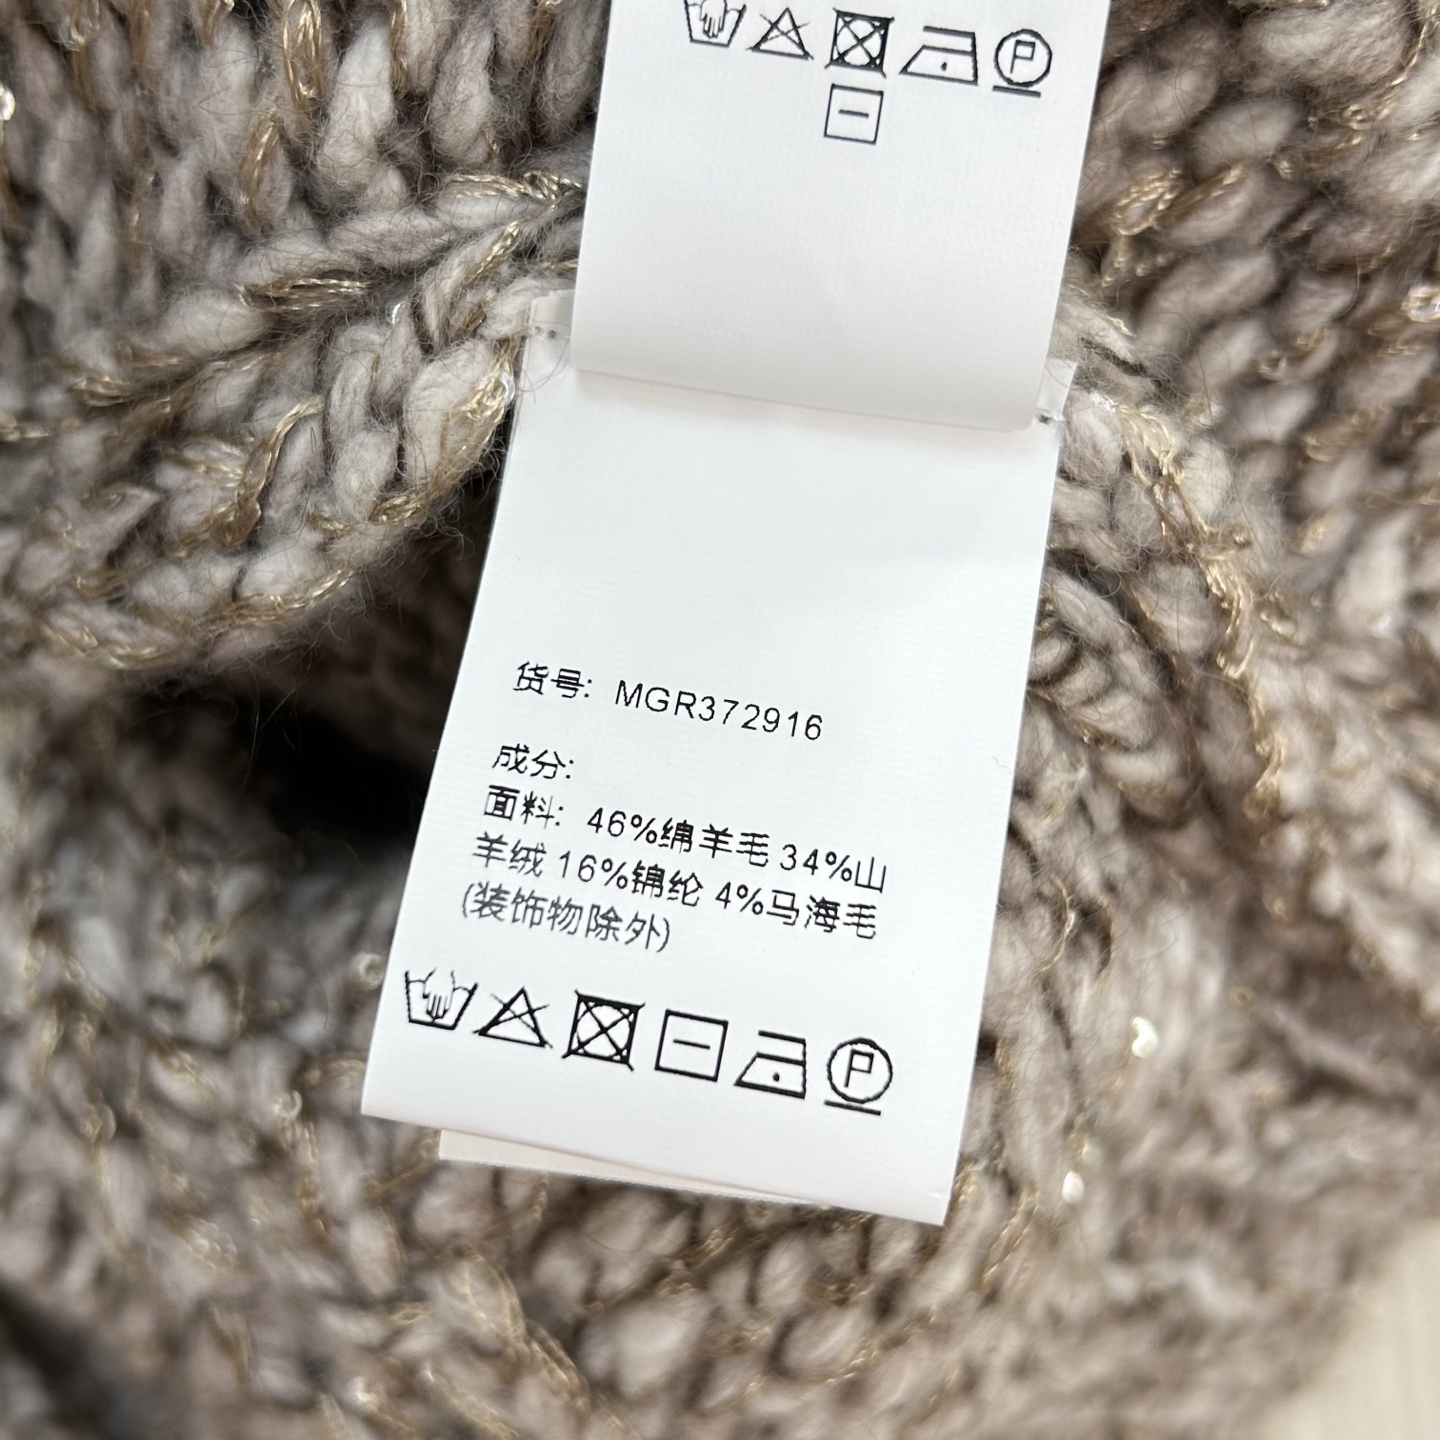 P
货号: MGR372916
成分:
面料: 46%绵羊毛 34%山
羊绒 16%锦纶 4%马海毛
(装饰物除外)
P